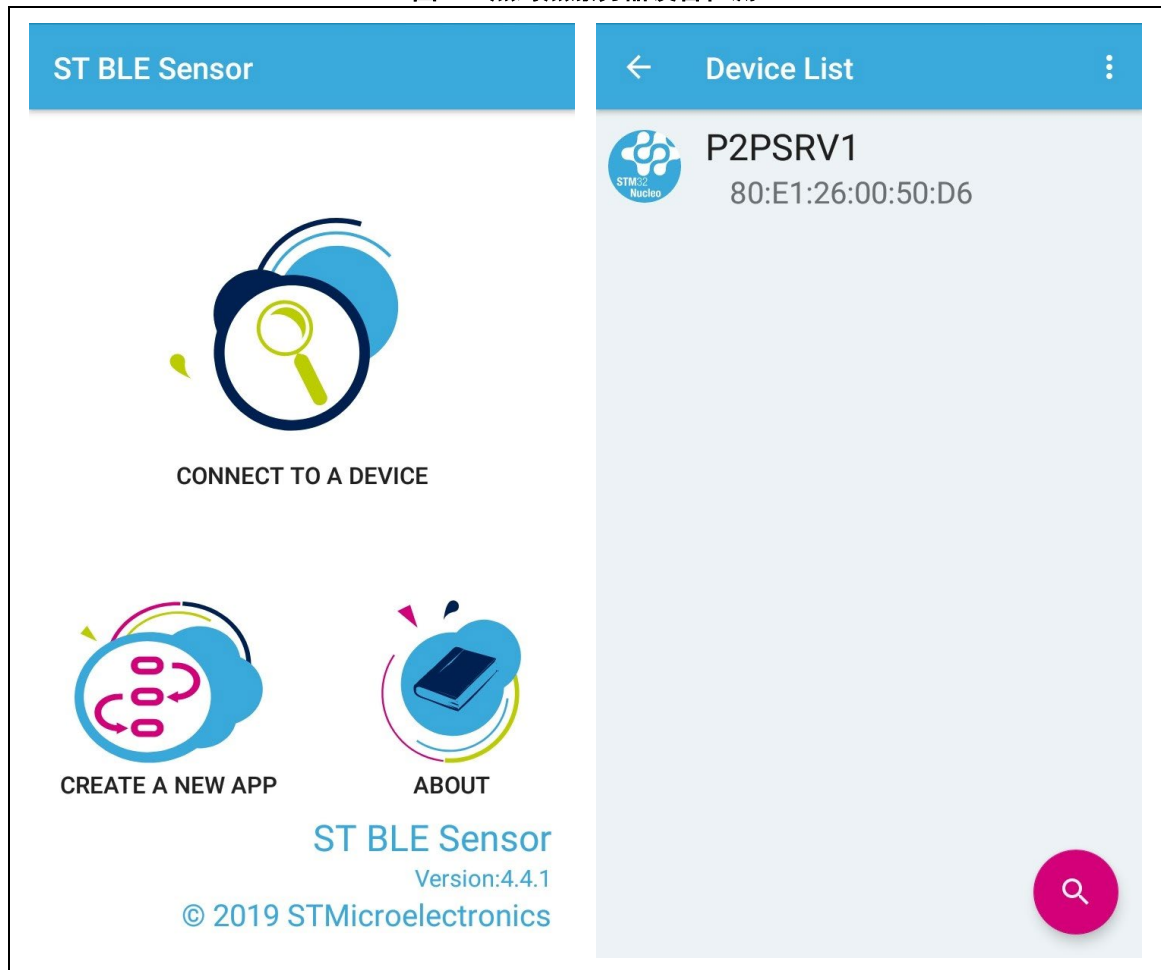 ST BLE Sensor
CONNECT TO A DEVICE
CREATE A NEW APP
ABOUT
ST BLE Sensor
Version:4.4.1
© 2019 STMicroelectronics
Device List
P2PSRV1
80:E1:26:00:50:D6
STM32
Nucleo